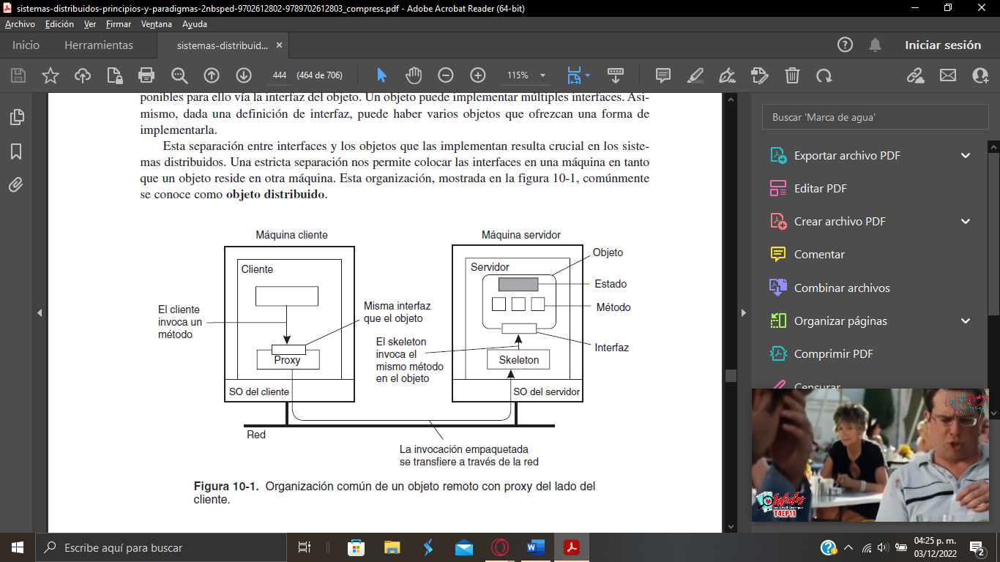 sistemas-distribuidos-principios-y-paradigmas-2nbsped-9702612802-9789702612803_compress.pdf - Adobe Acrobat Reader (64-bit)
Archivo Edición Ver Firmar Ventana Ayuda
Inicio Herramientas sistemas-distribuid... × Iniciar sesión
444 (464 de 706) 115%
ponibles para ello vía la interfaz del objeto. Un objeto puede implementar múltiples interfaces. Asi-
mismo, dada una definición de interfaz, puede haber varios objetos que ofrezcan una forma de
implementarla.
Esta separación entre interfaces y los objetos que las implementan resulta crucial en los siste-
mas distribuidos. Una estricta separación nos permite colocar las interfaces en una máquina en tanto
que un objeto reside en otra máquina. Esta organización, mostrada en la figura 10-1, comúnmente
se conoce como objeto distribuido.
Máquina cliente
Máquina servidor
Cliente
Servidor
Objeto
Estado
Método
Interfaz
El cliente
invoca un
método
Misma interfaz
que el objeto
El skeleton
invoca el
mismo método
en el objeto
Proxy
Skeleton
SO del cliente
SO del servidor
Red
La invocación empaquetada
se transfiere a través de la red
Figura 10-1. Organización común de un objeto remoto con proxy del lado del
cliente.
Buscar 'Marca de agua'
Exportar archivo PDF
Editar PDF
Crear archivo PDF
Comentar
Combinar archivos
Organizar páginas
Comprimir PDF
Censurar
T4EP11
Escribe aquí para buscar
04:25 p. m.
03/12/2022
2